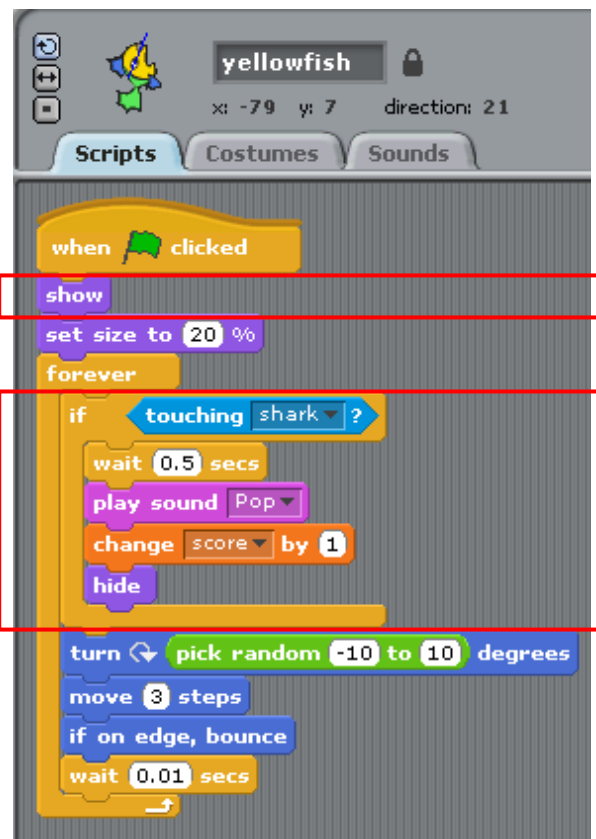 yellowfish
x: -79 y: 7 direction: 21
Scripts Costumes Sounds
when clicked
show
set size to 20 %
forever
if touching shark ?
wait 0.5 secs
play sound Pop
change score by 1
hide
turn pick random -10 to 10 degrees
move 3 steps
if on edge, bounce
wait 0.01 secs